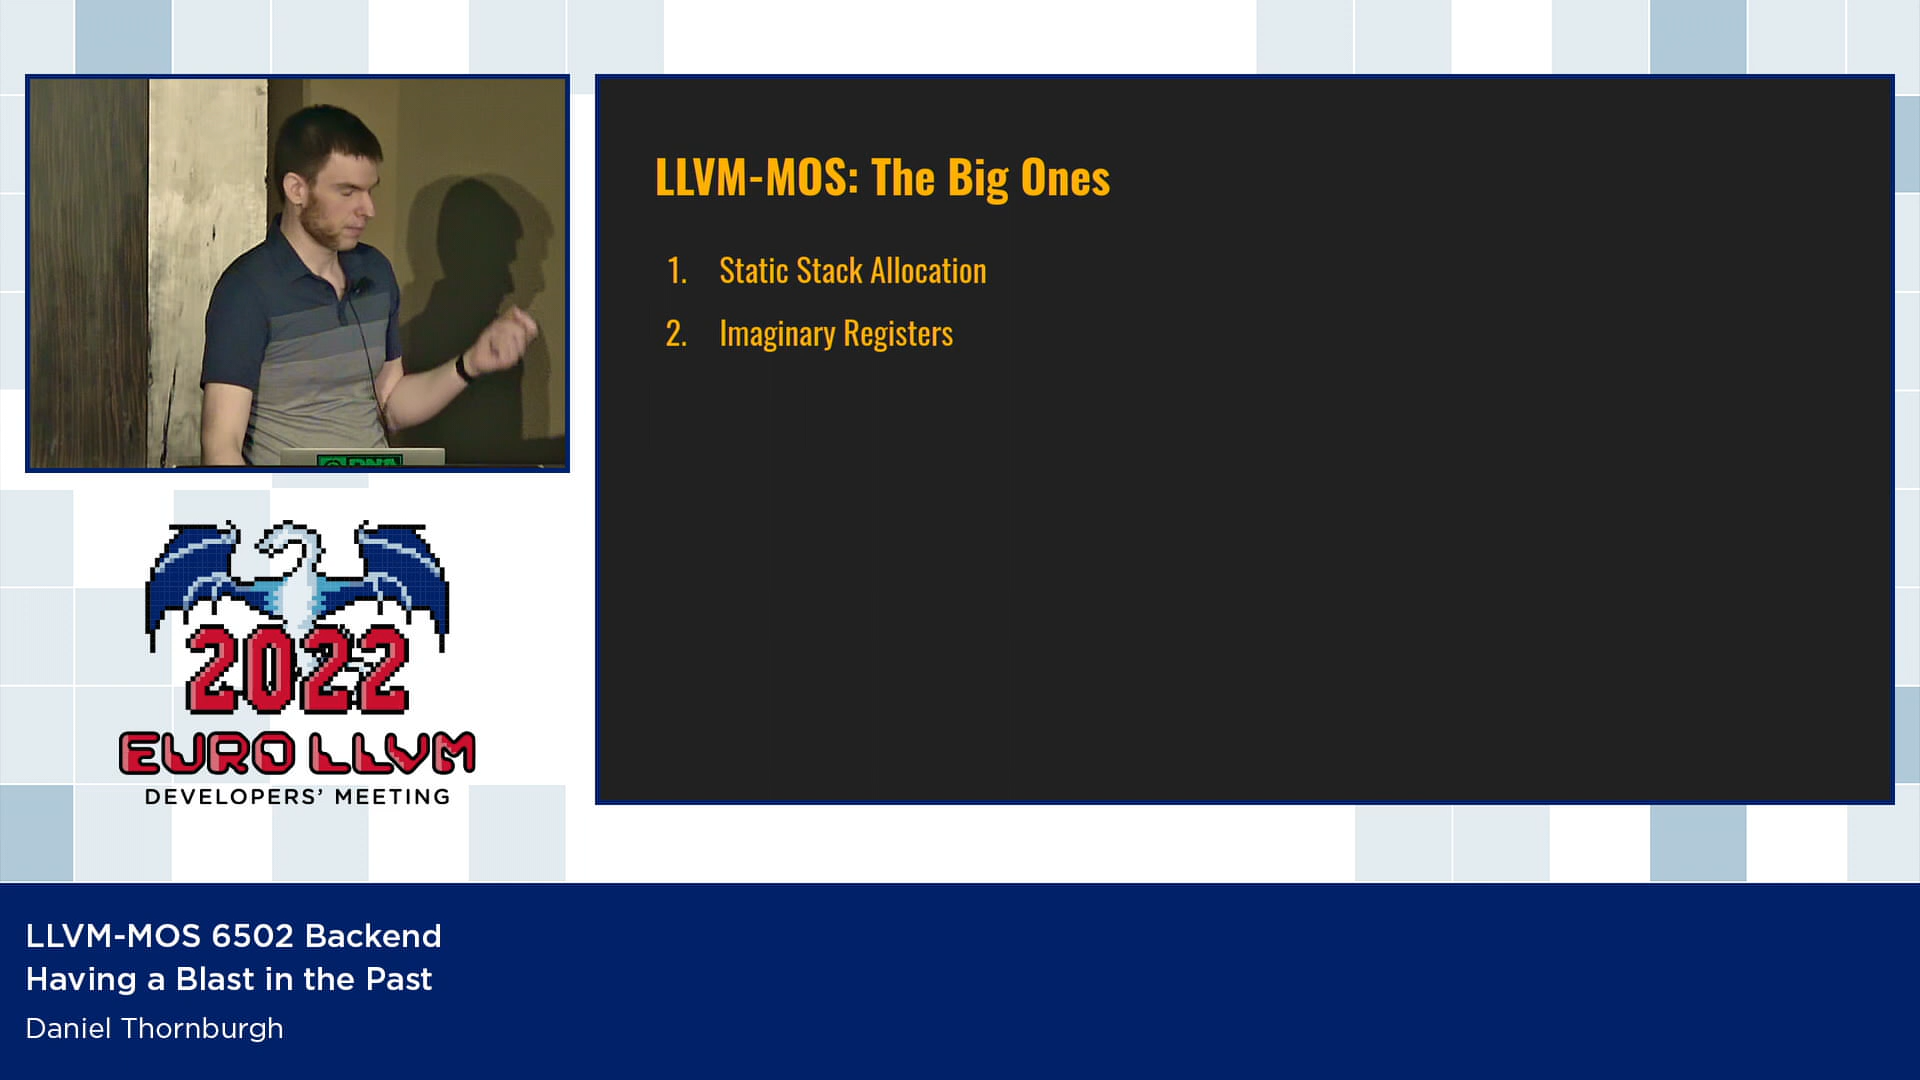 LLVM-MOS: The Big Ones
1. Static Stack Allocation
2. Imaginary Registers
2022
EURO LLVM
DEVELOPERS’ MEETING
LLVM-MOS 6502 Backend
Having a Blast in the Past
Daniel Thornburgh